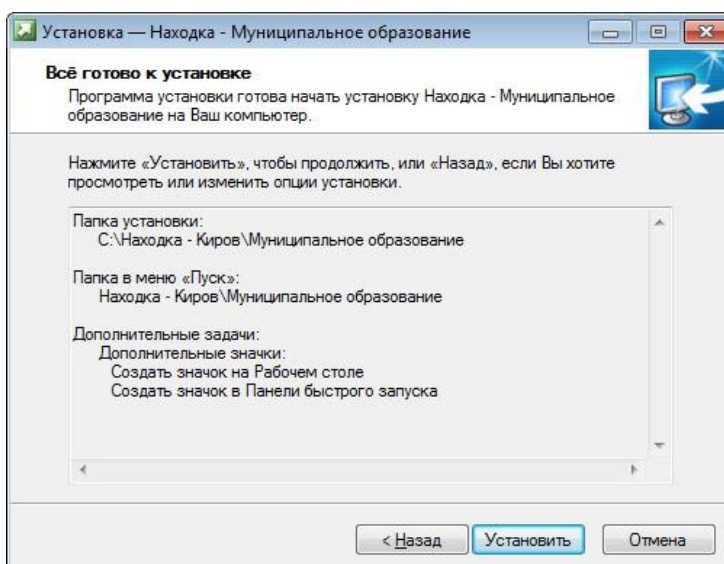 Установка — Находка - Муниципальное образование
Всё готово к установке
Программа установки готова начать установку Находка - Муниципальное
образование на Ваш компьютер.
Нажмите «Установить», чтобы продолжить, или «Назад», если Вы хотите
просмотреть или изменить опции установки.
Папка установки:
C:\Находка - Киров\Муниципальное образование
Папка в меню «Пуск»:
Находка - Киров\Муниципальное образование
Дополнительные задачи:
Дополнительные значки:
Создать значок на Рабочем столе
Создать значок в Панели быстрого запуска
< Назад
Установить
Отмена